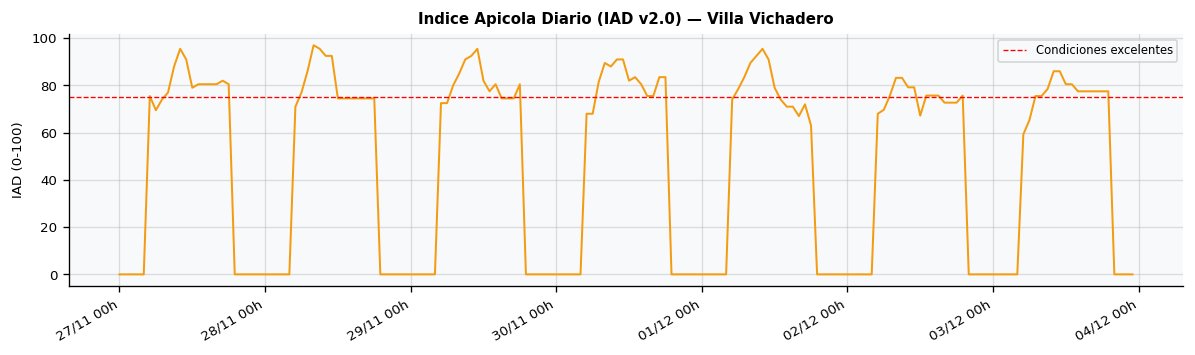 Indice Apicola Diario (IAD v2.0) — Villa Vichadero
Condiciones excelentes
IAD (0-100)
100
80
60
40
20
0
27/11 00h
28/11 00h
29/11 00h
30/11 00h
01/12 00h
02/12 00h
03/12 00h
04/12 00h